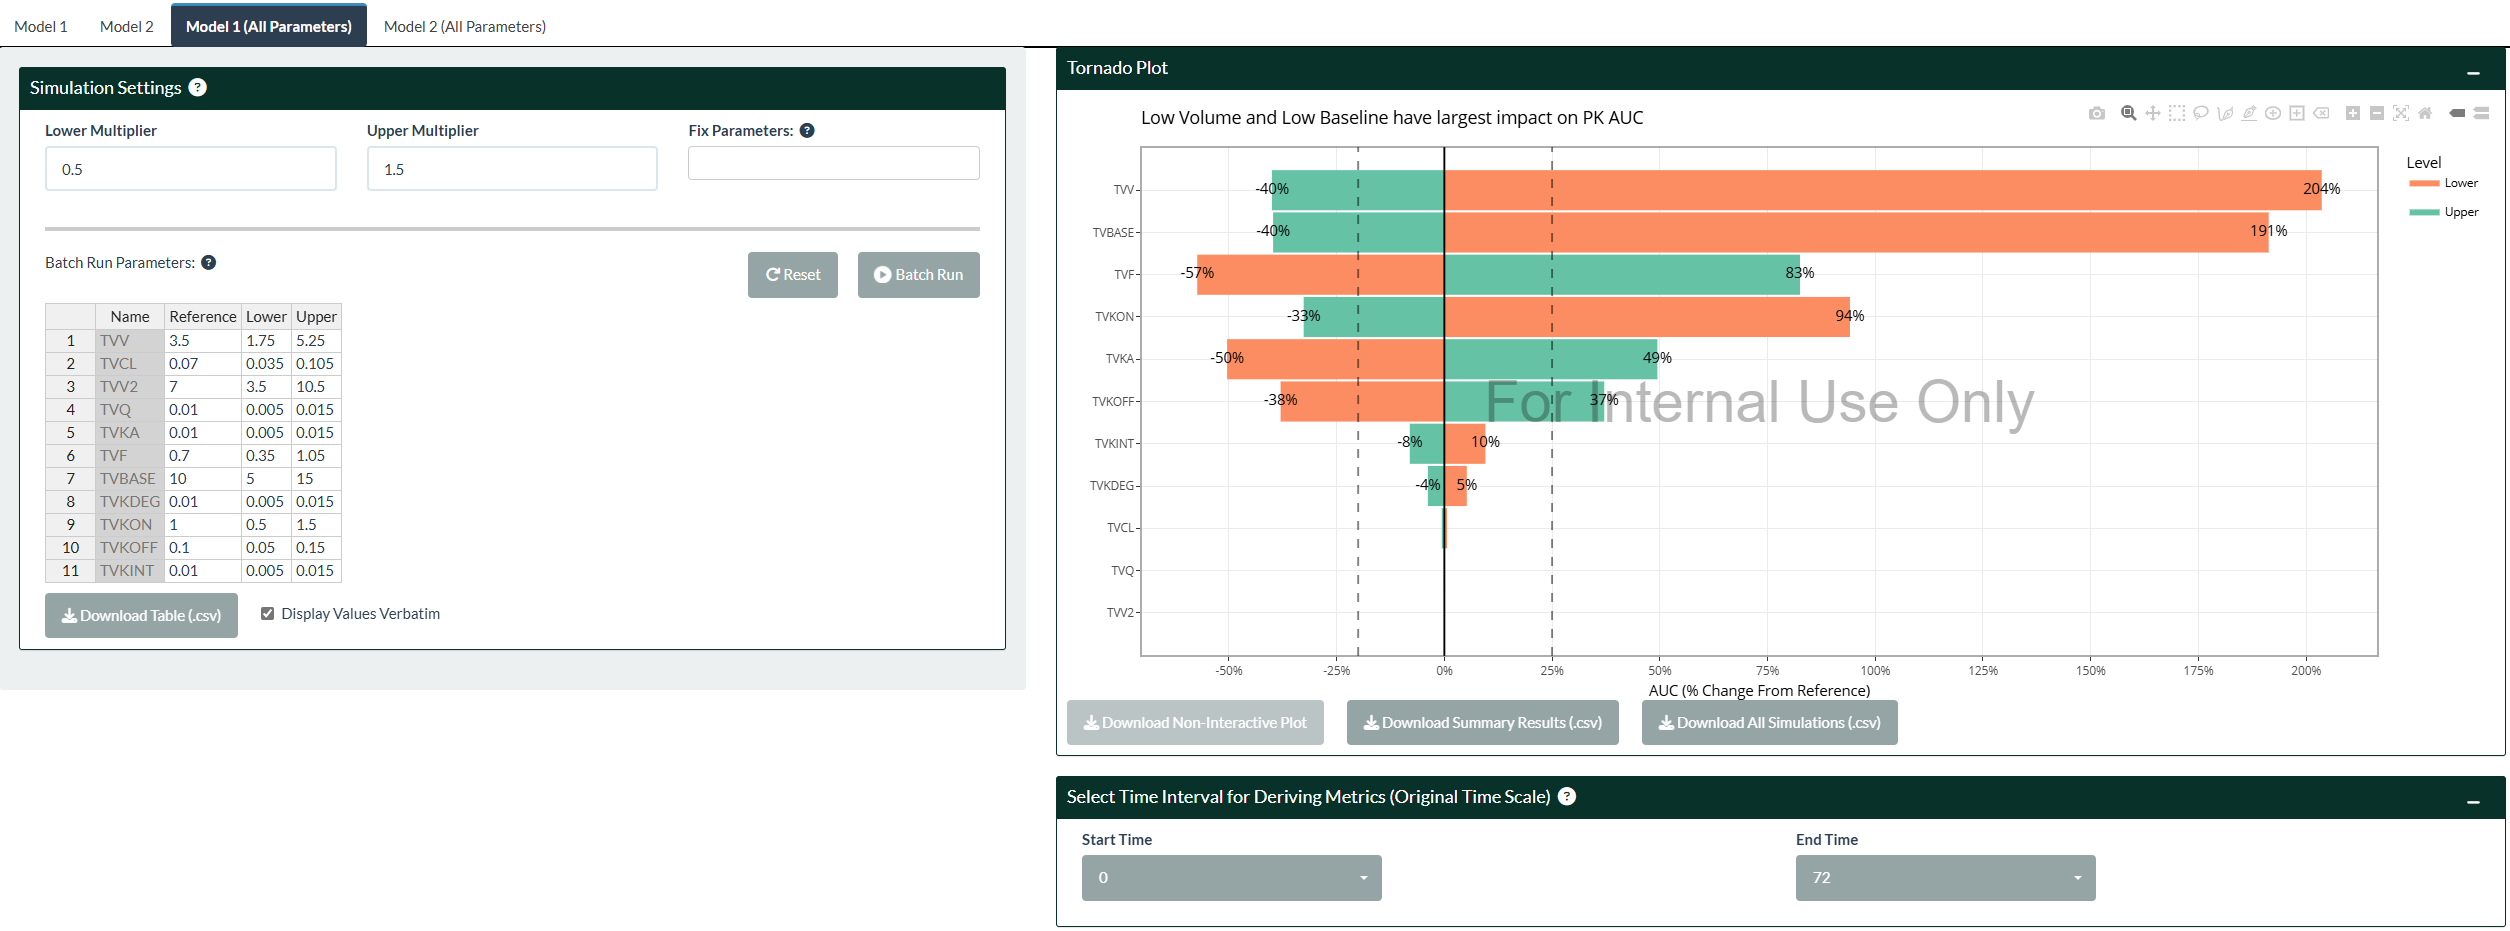 Model 1 Model 2 Model 1 (All Parameters) Model 2 (All Parameters)
Simulation Settings ?
Lower Multiplier Upper Multiplier Fix Parameters: ?
0.5 1.5
Batch Run Parameters: ? Reset Batch Run
Name Reference Lower Upper
1 TVV 3.5 1.75 5.25
2 TVCL 0.07 0.035 0.105
3 TVV2 7 3.5 10.5
4 TVQ 0.01 0.005 0.015
5 TVKA 0.01 0.005 0.015
6 TVF 0.7 0.35 1.05
7 TVBASE 10 5 15
8 TVKDEG 0.01 0.005 0.015
9 TVKON 1 0.5 1.5
10 TVKOFF 0.1 0.05 0.15
11 TVKINT 0.01 0.005 0.015
Download Table (.csv) Display Values Verbatim
Tornado Plot
Low Volume and Low Baseline have largest impact on PK AUC
Level
Lower
Upper
TVV -40% 204%
TVBASE -40% 191%
TVF -57% 83%
TVKON -33% 94%
TVKA -50% 49%
TVKOFF -38% 37%
For Internal Use Only
TVKINT -8% 10%
TVKDEG -4% 5%
TVCL
TVQ
TVV2
-50% -25% 0% 25% 50% 75% 100% 125% 150% 175% 200%
AUC (% Change From Reference)
Download Non-Interactive Plot Download Summary Results (.csv) Download All Simulations (.csv)
Select Time Interval for Deriving Metrics (Original Time Scale) ?
Start Time End Time
0 72